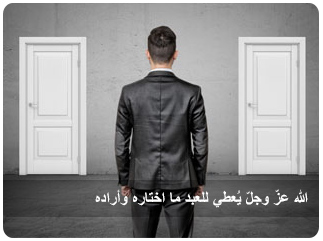 الله عزّ وجلّ يُعطي للعبد ما اختاره وأراده